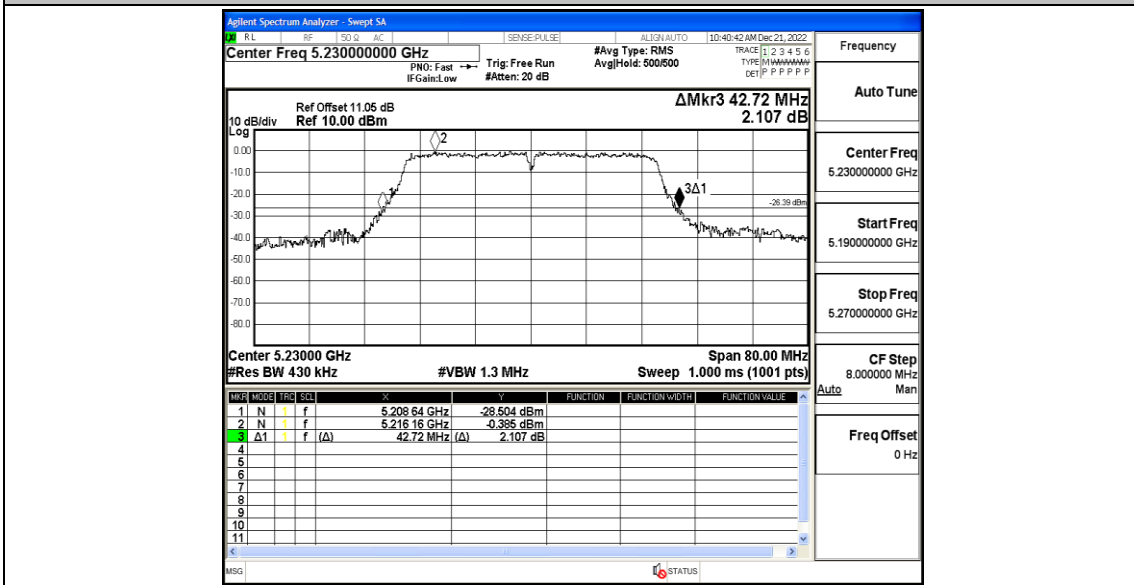 Agilent Spectrum Analyzer - Swept SA
LXI RL RF 50 Ω AC SENSE:PULSE ALIGN AUTO 10:40:42 AM Dec 21, 2022
Center Freq 5.230000000 GHz #Avg Type: RMS TRACE 1 2 3 4 5 6
PNO: Fast Trig: Free Run Avg|Hold: 500/500 TYPE M WWWWW
IFGain:Low #Atten: 20 dB DET P P P P P P
Frequency
Auto Tune
Center Freq
5.230000000 GHz
Start Freq
5.190000000 GHz
Stop Freq
5.270000000 GHz
CF Step
8.000000 MHz
Auto Man
Freq Offset
0 Hz
ΔMkr3 42.72 MHz
2.107 dB
Ref Offset 11.05 dB
10 dB/div Ref 10.00 dBm
Log
0.00
-10.0
-20.0
-30.0
-40.0
-50.0
-60.0
-70.0
-80.0
1
2
3Δ1
-26.39 dBm
Center 5.23000 GHz Span 80.00 MHz
#Res BW 430 kHz #VBW 1.3 MHz Sweep 1.000 ms (1001 pts)
MKR MODE TRC SCL X Y FUNCTION FUNCTION WIDTH FUNCTION VALUE
1 N 1 f 5.208 64 GHz -28.504 dBm
2 N 1 f 5.216 16 GHz -0.385 dBm
3 Δ1 1 f (Δ) 42.72 MHz (Δ) 2.107 dB
4
5
6
7
8
9
10
11
MSG STATUS